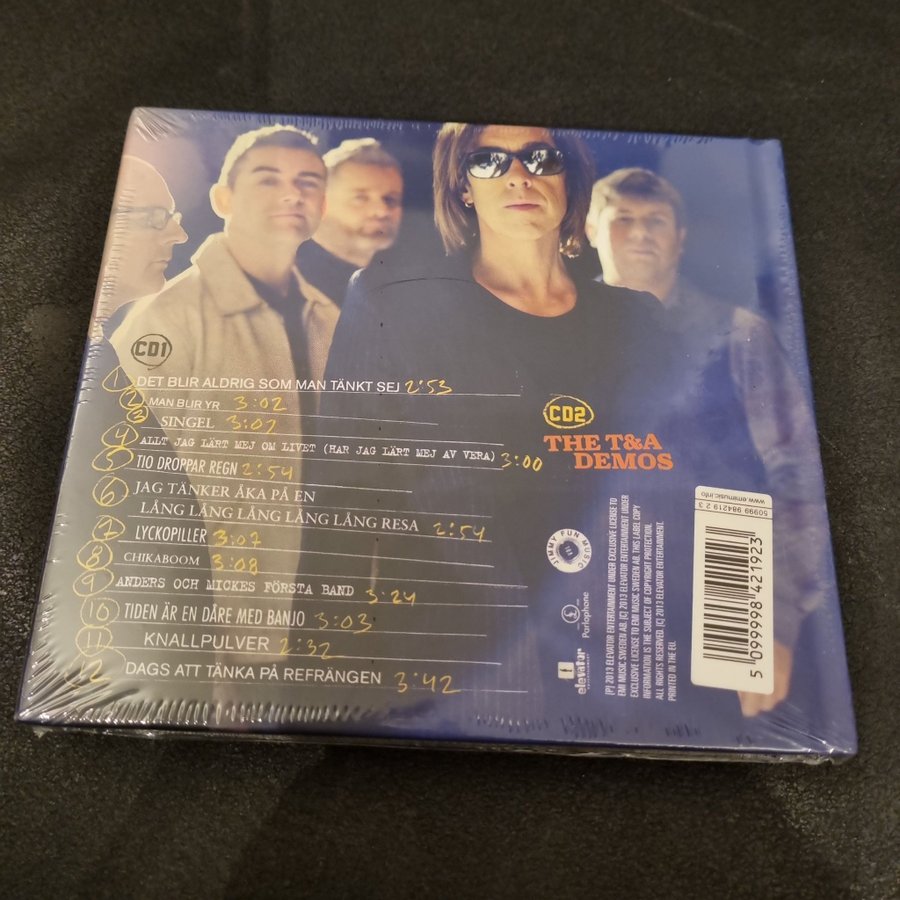 CD1
1 DET BLIR ALDRIG SOM MAN TÄNKT SEJ 2:53
2 MAN BLIR YR 3:02
3 SINGEL 3:07
4 ALLT JAG LÄRT MEJ OM LIVET (HAR JAG LÄRT MEJ AV VERA) 3:00
5 TIO DROPPAR REGN 2:54
6 JAG TÄNKER ÅKA PÅ EN
LÅNG LÅNG LÅNG LÅNG LÅNG RESA 2:54
7 LYCKOPILLER 3:07
8 CHIKABOOM 3:08
9 ANDERS OCH MICKES FÖRSTA BAND 3:24
10 TIDEN ÄR EN DÅRE MED BANJO 3:03
11 KNALLPULVER 2:32
12 DAGS ATT TÄNKA PÅ REFRÄNGEN 3:42
CD2
THE T&A
DEMOS
JIMMY FUN MUSIC
Parlophone
elevator
ENTERTAINMENT
(P) 2013 ELEVATOR ENTERTAINMENT UNDER EXCLUSIVE LICENSE TO
EMI MUSIC SWEDEN AB. (C) 2013 ELEVATOR ENTERTAINMENT UNDER
EXCLUSIVE LICENSE TO EMI MUSIC SWEDEN AB. THIS LABEL COPY
INFORMATION IS THE SUBJECT OF COPYRIGHT PROTECTION.
ALL RIGHTS RESERVED. (C) 2013 ELEVATOR ENTERTAINMENT.
PRINTED IN THE EU.
www.emimusic.info
50999 984219 2 3
5 099998 421923